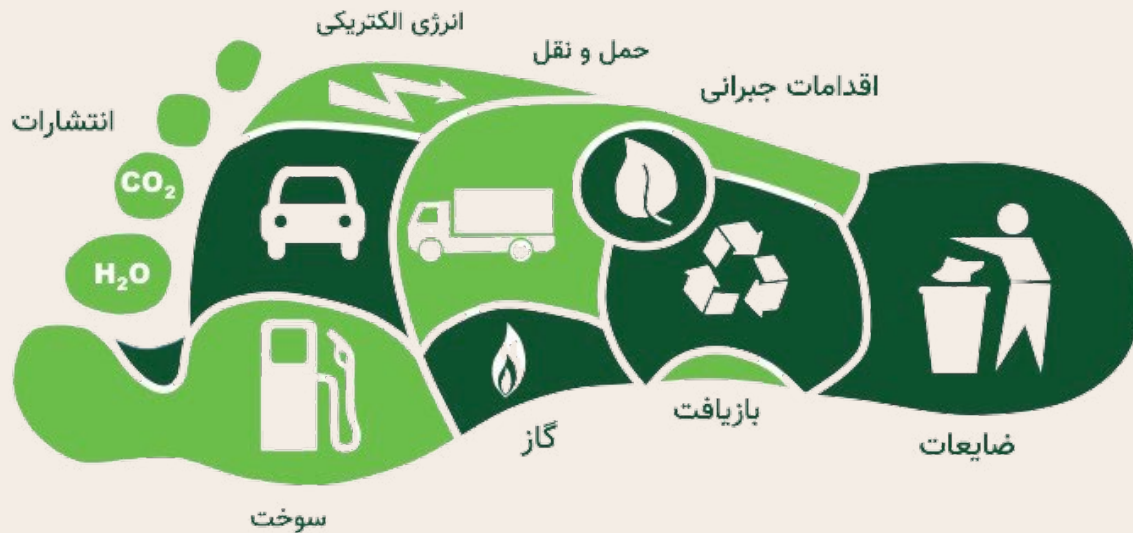 انرژی الکتریکی
حمل و نقل
اقدامات جبرانی
انتشارات
CO₂
H₂O
بازیافت
گاز
ضایعات
سوخت